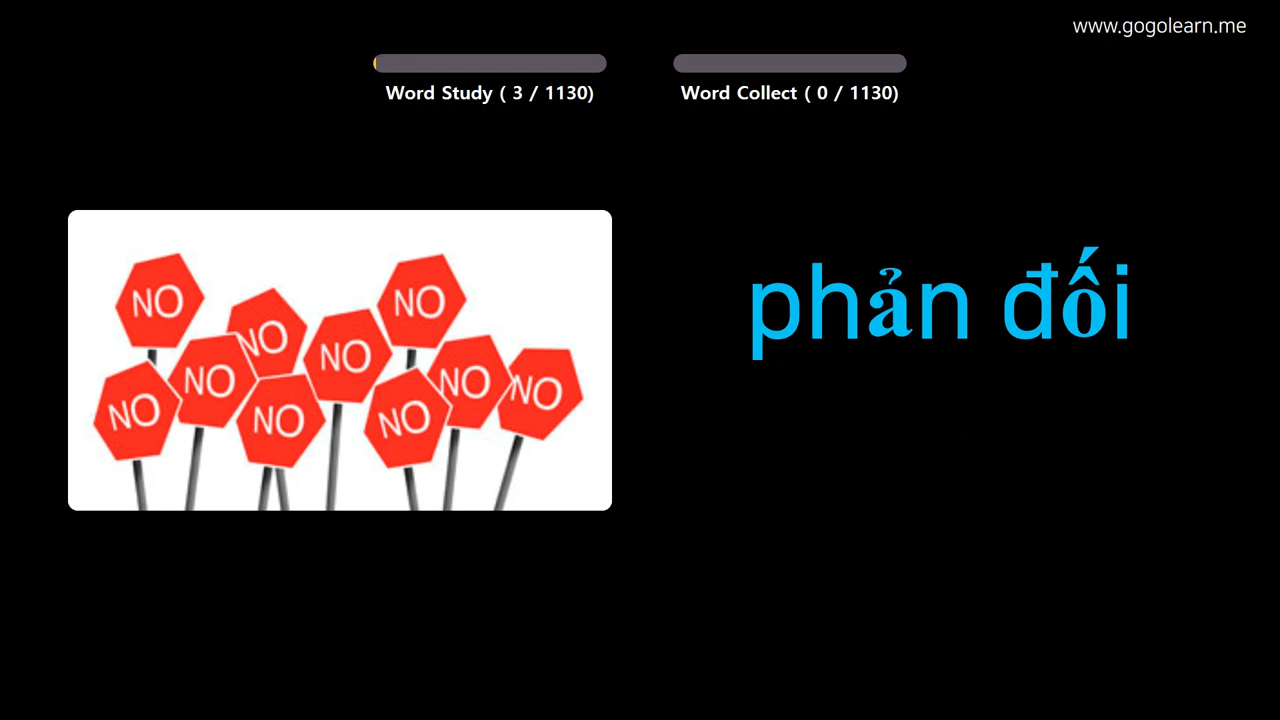 www.gogolearn.me
Word Study ( 3 / 1130)
Word Collect ( 0 / 1130)
phản đối
NO
NO
NO
NO
NO
NO
NO
NO
NO
NO